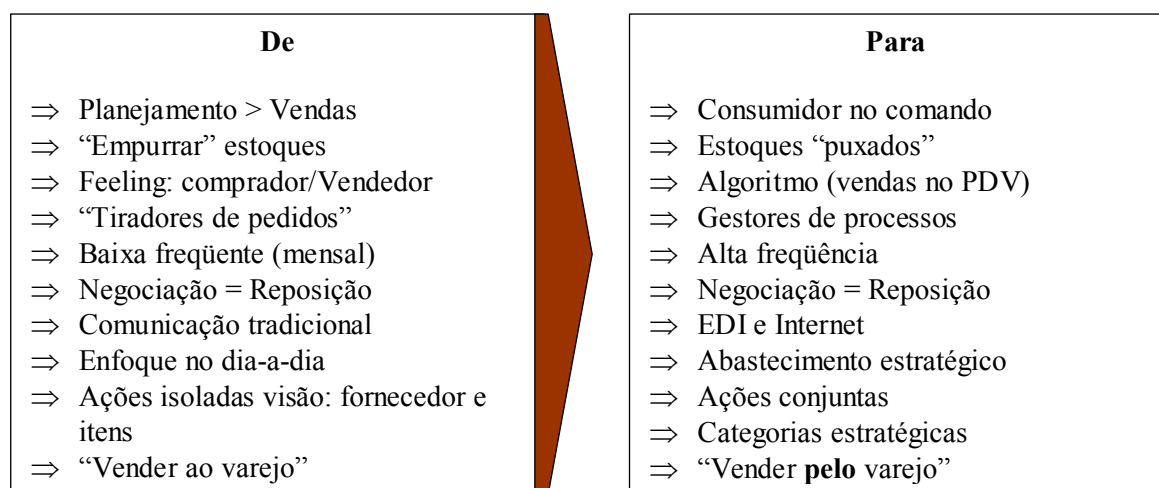 De
⇒ Planejamento > Vendas
⇒ “Empurrar” estoques
⇒ Feeling: comprador/Vendedor
⇒ “Tiradores de pedidos”
⇒ Baixa freqüente (mensal)
⇒ Negociação = Reposição
⇒ Comunicação tradicional
⇒ Enfoque no dia-a-dia
⇒ Ações isoladas visão: fornecedor e
itens
⇒ “Vender ao varejo”
Para
⇒ Consumidor no comando
⇒ Estoques “puxados”
⇒ Algoritmo (vendas no PDV)
⇒ Gestores de processos
⇒ Alta freqüência
⇒ Negociação = Reposição
⇒ EDI e Internet
⇒ Abastecimento estratégico
⇒ Ações conjuntas
⇒ Categorias estratégicas
⇒ “Vender pelo varejo”